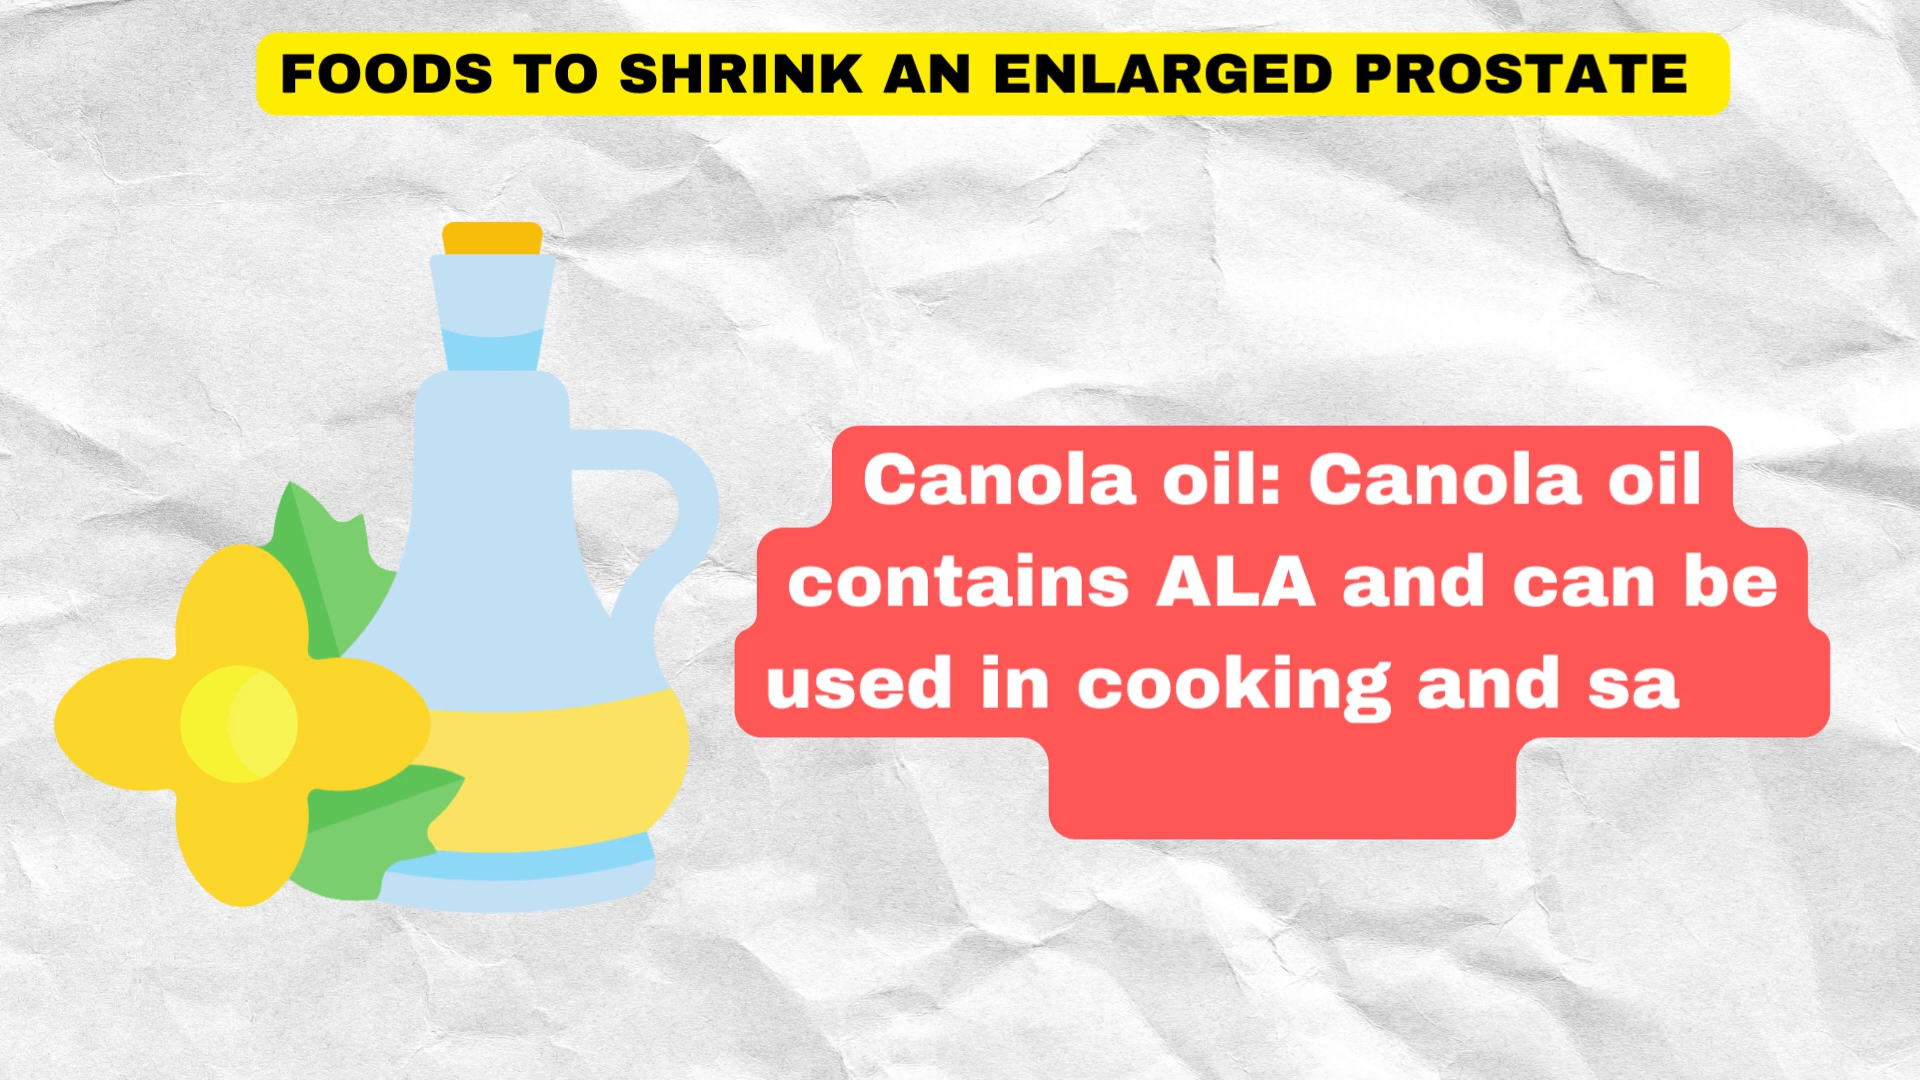 FOODS TO SHRINK AN ENLARGED PROSTATE
Canola oil: Canola oil
contains ALA and can be
used in cooking and sa